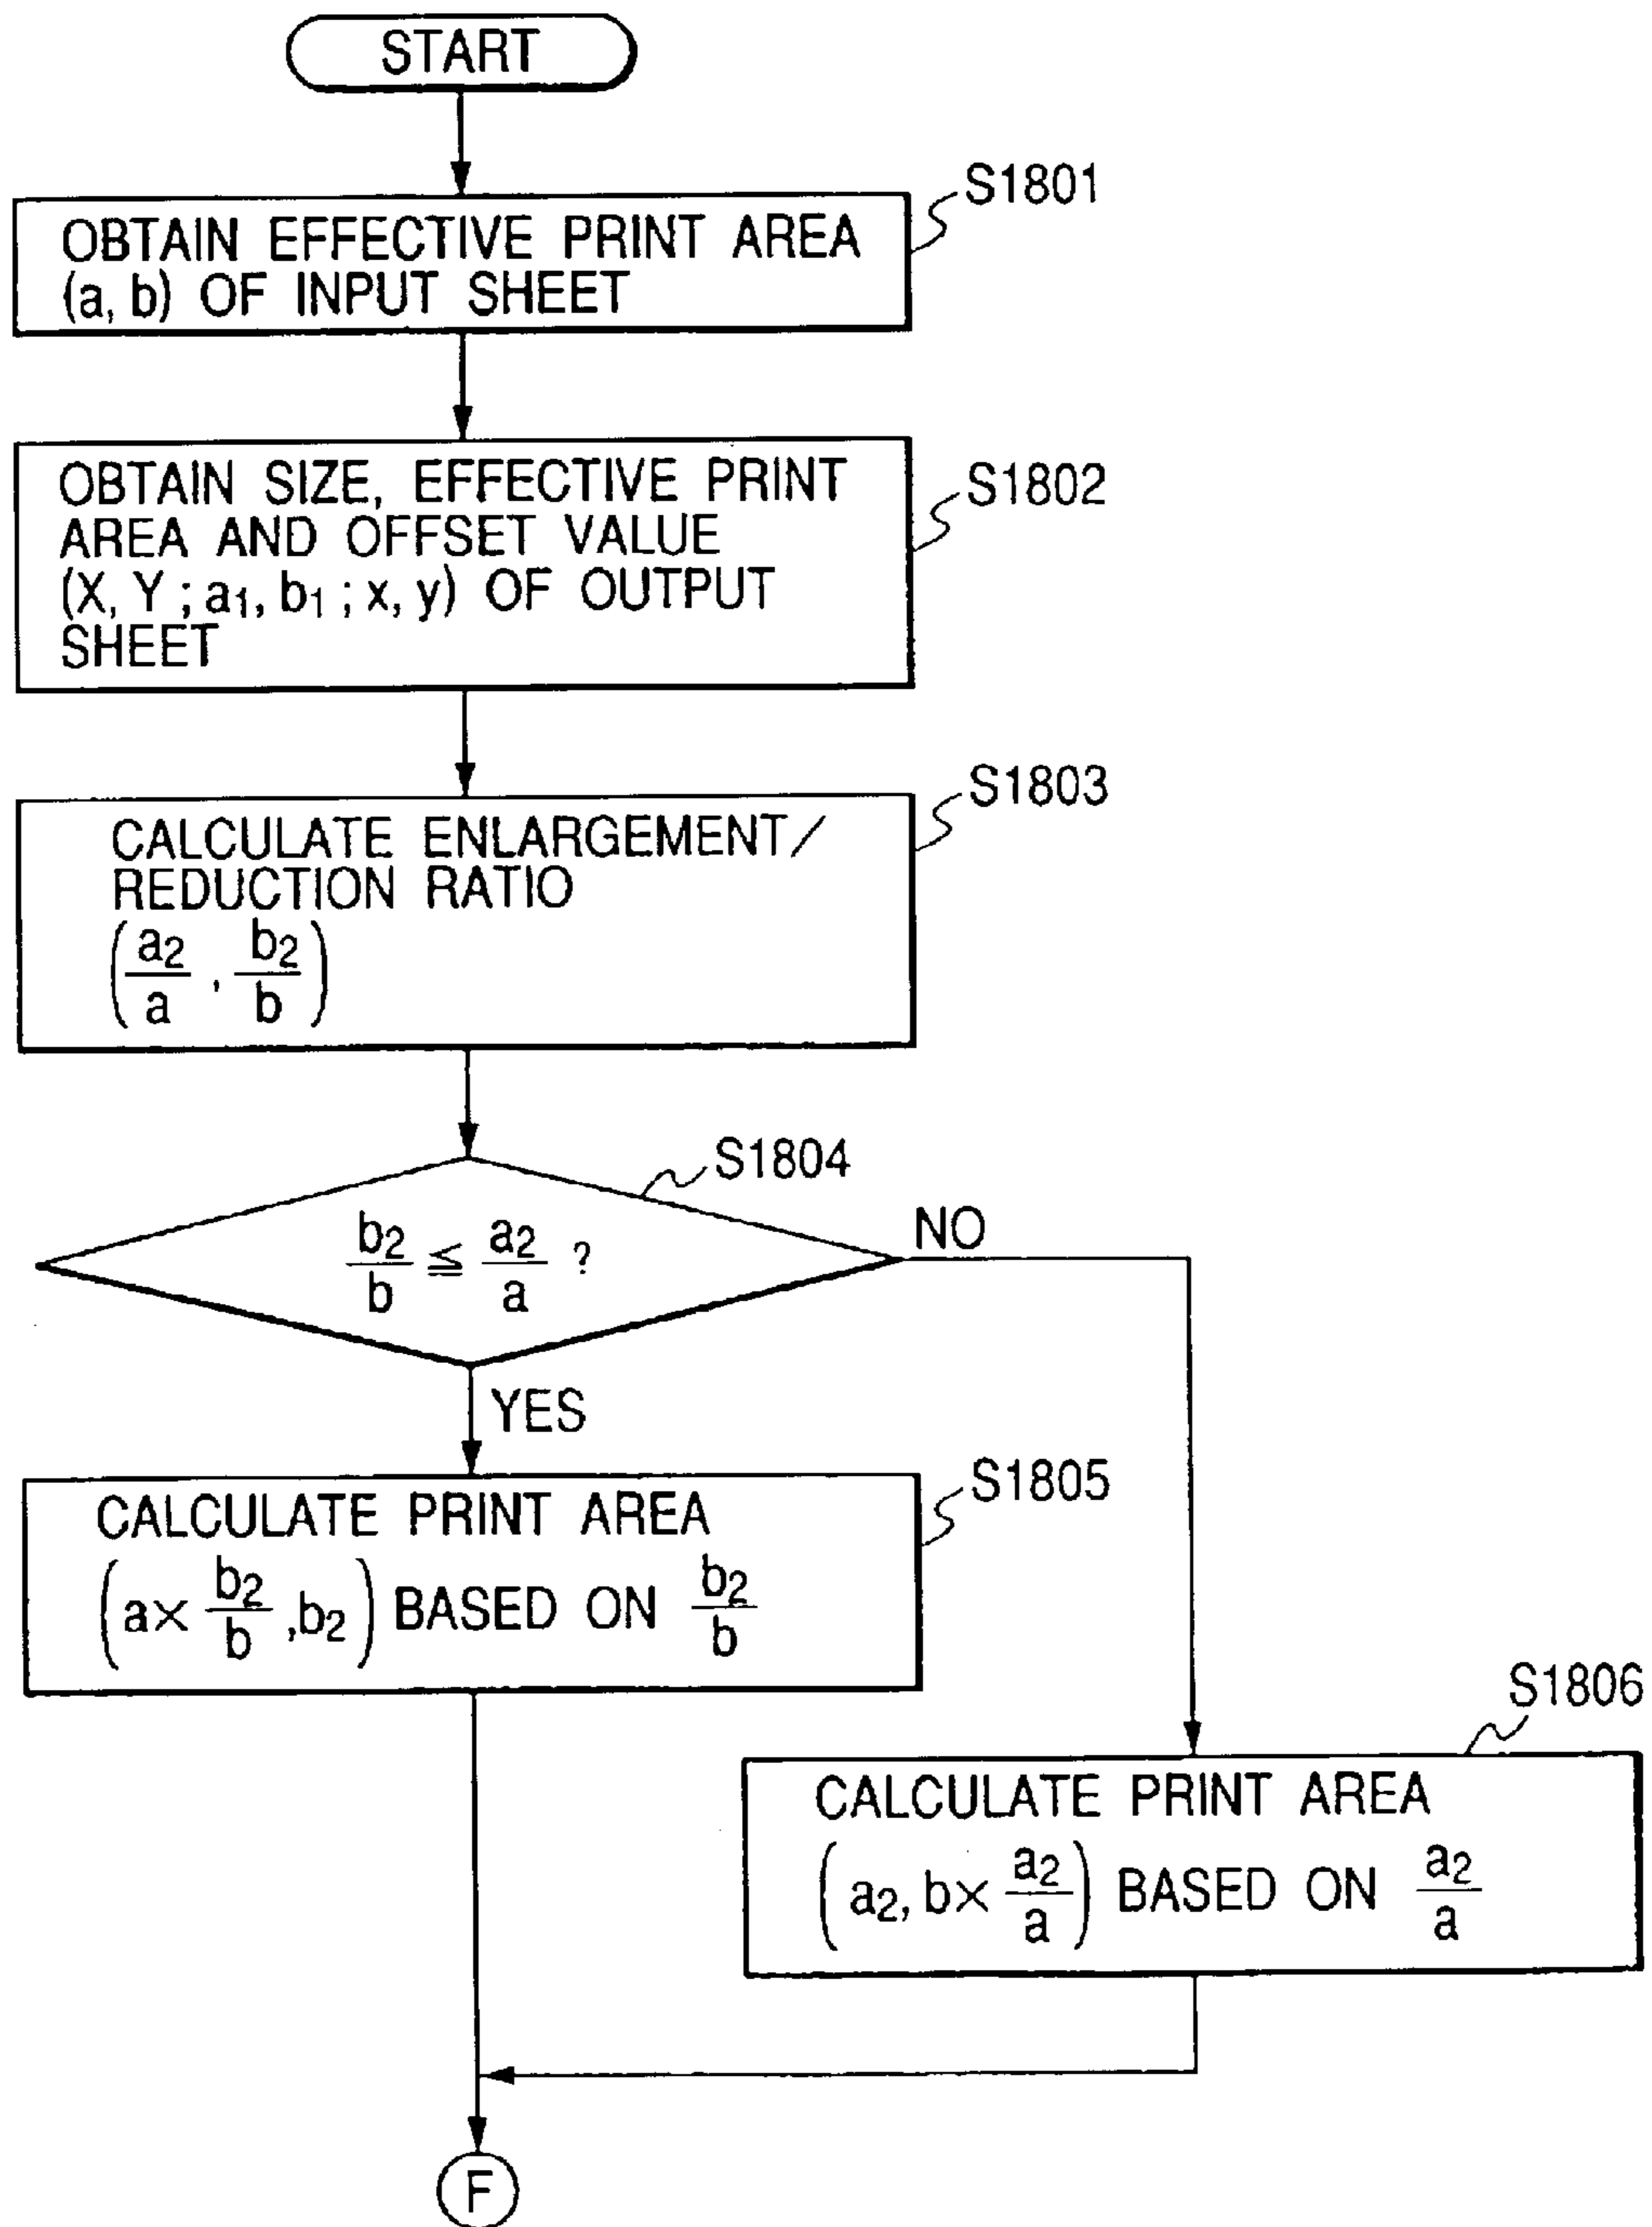 START
S1801
OBTAIN EFFECTIVE PRINT AREA
(a, b) OF INPUT SHEET
S1802
OBTAIN SIZE, EFFECTIVE PRINT
AREA AND OFFSET VALUE
(X, Y ; a₁, b₁ ; x, y) OF OUTPUT
SHEET
S1803
CALCULATE ENLARGEMENT/
REDUCTION RATIO
(a₂/a , b₂/b)
S1804
b₂/b ≦ a₂/a ?
NO
YES
S1805
CALCULATE PRINT AREA
(a× b₂/b ,b₂) BASED ON b₂/b
S1806
CALCULATE PRINT AREA
(a₂, b× a₂/a) BASED ON a₂/a
F